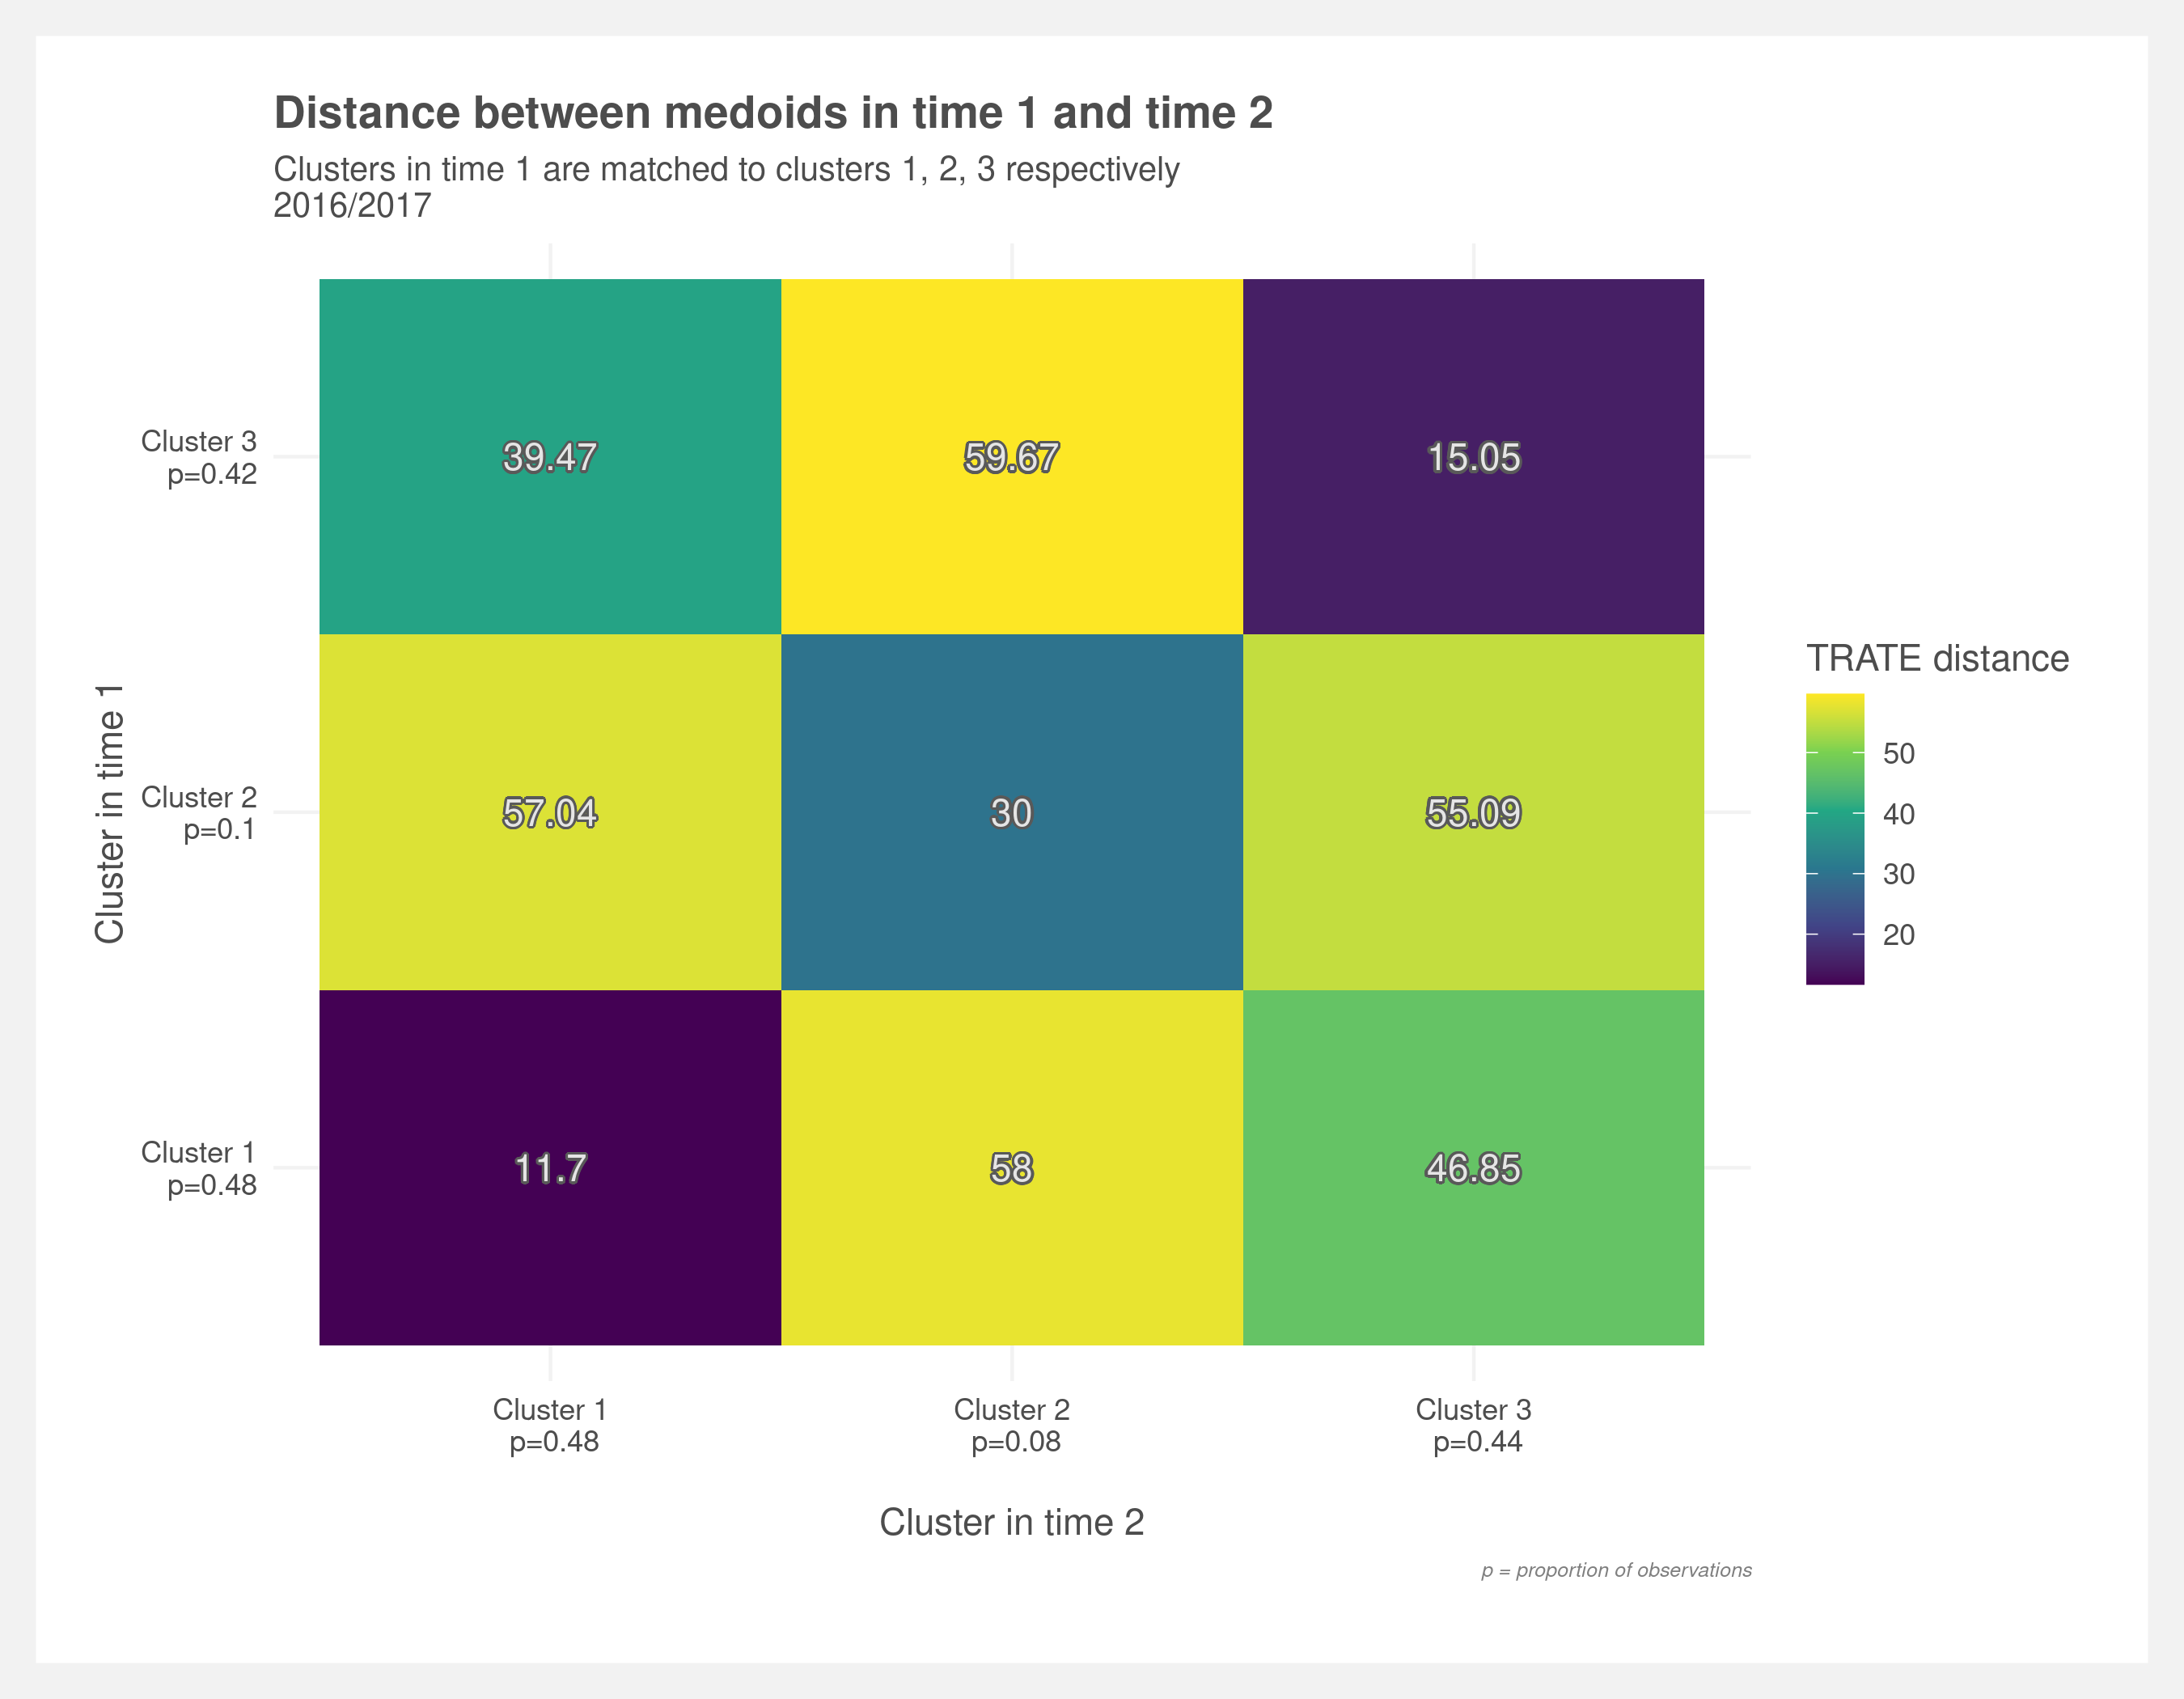 Distance between medoids in time 1 and time 2
Clusters in time 1 are matched to clusters 1, 2, 3 respectively
2016/2017
Cluster in time 1
Cluster 3
p=0.42
39.47
59.67
15.05
Cluster 2
p=0.1
57.04
30
55.09
Cluster 1
p=0.48
11.7
58
46.85
Cluster 1
p=0.48
Cluster 2
p=0.08
Cluster 3
p=0.44
Cluster in time 2
TRATE distance
50
40
30
20
p = proportion of observations